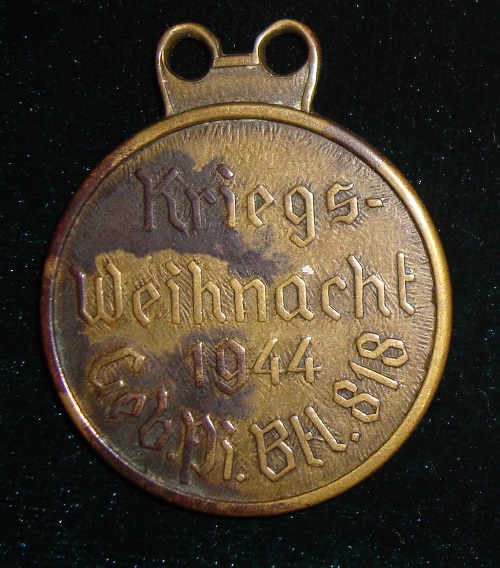 Kriegs-
Weihnacht
1944
Geb.Pi.Btl.818